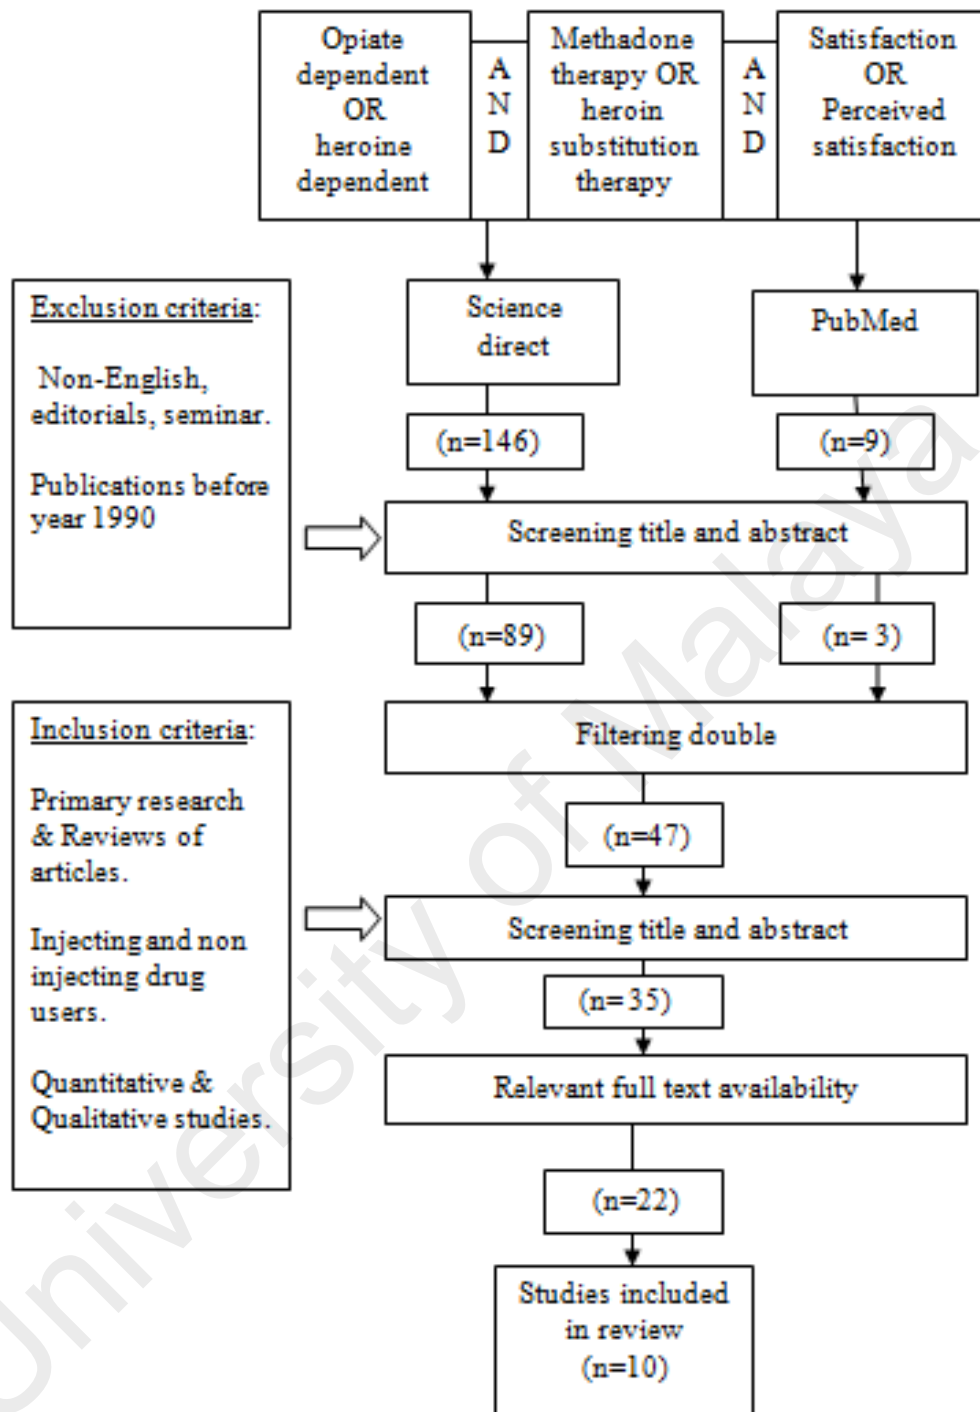 Opiate
dependent
OR
heroine
dependent
A
N
D
Methadone
therapy OR
heroin
substitution
therapy
A
N
D
Satisfaction
OR
Perceived
satisfaction
Exclusion criteria:
Non-English,
editorials, seminar.
Publications before
year 1990
Science
direct
PubMed
(n=146)
(n=9)
Screening title and abstract
(n=89)
(n= 3)
Inclusion criteria:
Primary research
& Reviews of
articles.
Injecting and non
injecting drug
users.
Quantitative &
Qualitative studies.
Filtering double
(n=47)
Screening title and abstract
(n=35)
Relevant full text availability
(n=22)
Studies included
in review
(n=10)
University of Malaya